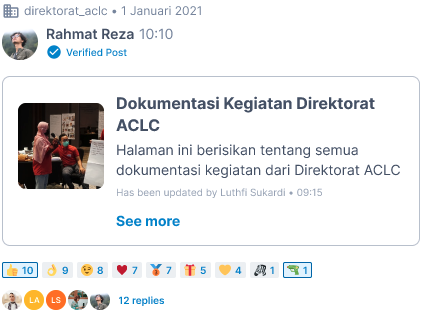 direktorat_aclc • 1 Januari 2021
Rahmat Reza 10:10
Verified Post
Dokumentasi Kegiatan Direktorat
ACLC
Halaman ini berisikan tentang semua
dokumentasi kegiatan dari Direktorat ACLC
Has been updated by Luthfi Sukardi • 09:15
See more
10 9 8 7 7 5 4 1 1
LA LS 12 replies